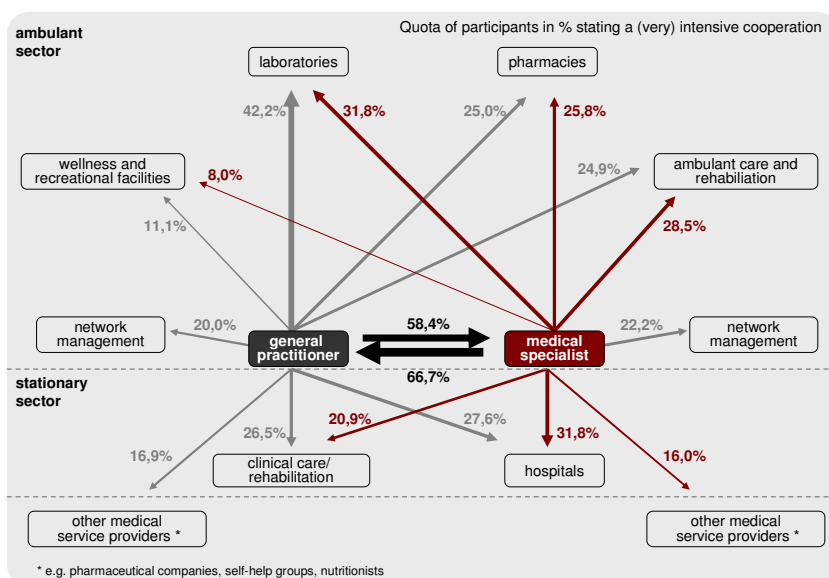 ambulant
sector
Quota of participants in % stating a (very) intensive cooperation
laboratories
pharmacies
42,2%
31,8%
25,0%
25,8%
wellness and
recreational facilities
8,0%
24,9%
ambulant care and
rehabiliation
11,1%
28,5%
network
management
20,0%
general
practitioner
58,4%
medical
specialist
22,2%
network
management
66,7%
stationary
sector
16,9%
26,5%
20,9%
27,6%
31,8%
16,0%
clinical care/
rehabilitation
hospitals
other medical
service providers *
other medical
service providers *
* e.g. pharmaceutical companies, self-help groups, nutritionists